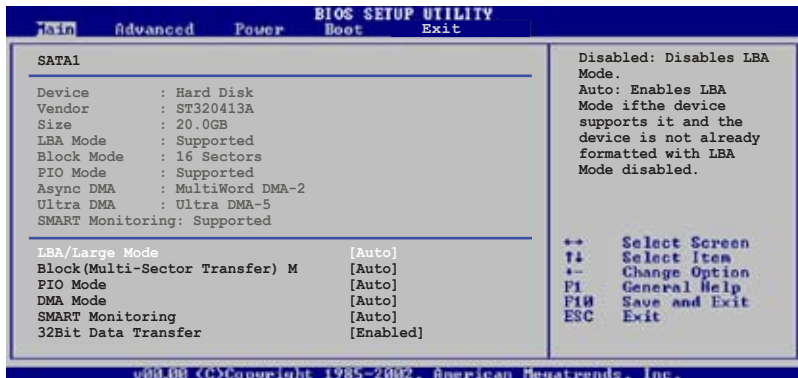 BIOS SETUP UTILITY
Main Advanced Power Boot Exit
SATA1
Device : Hard Disk
Vendor : ST320413A
Size : 20.0GB
LBA Mode : Supported
Block Mode : 16 Sectors
PIO Mode : Supported
Async DMA : MultiWord DMA-2
Ultra DMA : Ultra DMA-5
SMART Monitoring: Supported
LBA/Large Mode [Auto]
Block(Multi-Sector Transfer) M [Auto]
PIO Mode [Auto]
DMA Mode [Auto]
SMART Monitoring [Auto]
32Bit Data Transfer [Enabled]
Disabled: Disables LBA
Mode.
Auto: Enables LBA
Mode ifthe device
supports it and the
device is not already
formatted with LBA
Mode disabled.
←→ Select Screen
↑↓ Select Item
+- Change Option
F1 General Help
F10 Save and Exit
ESC Exit
v00.00 (C)Copyright 1985-2002, American Megatrends, Inc.